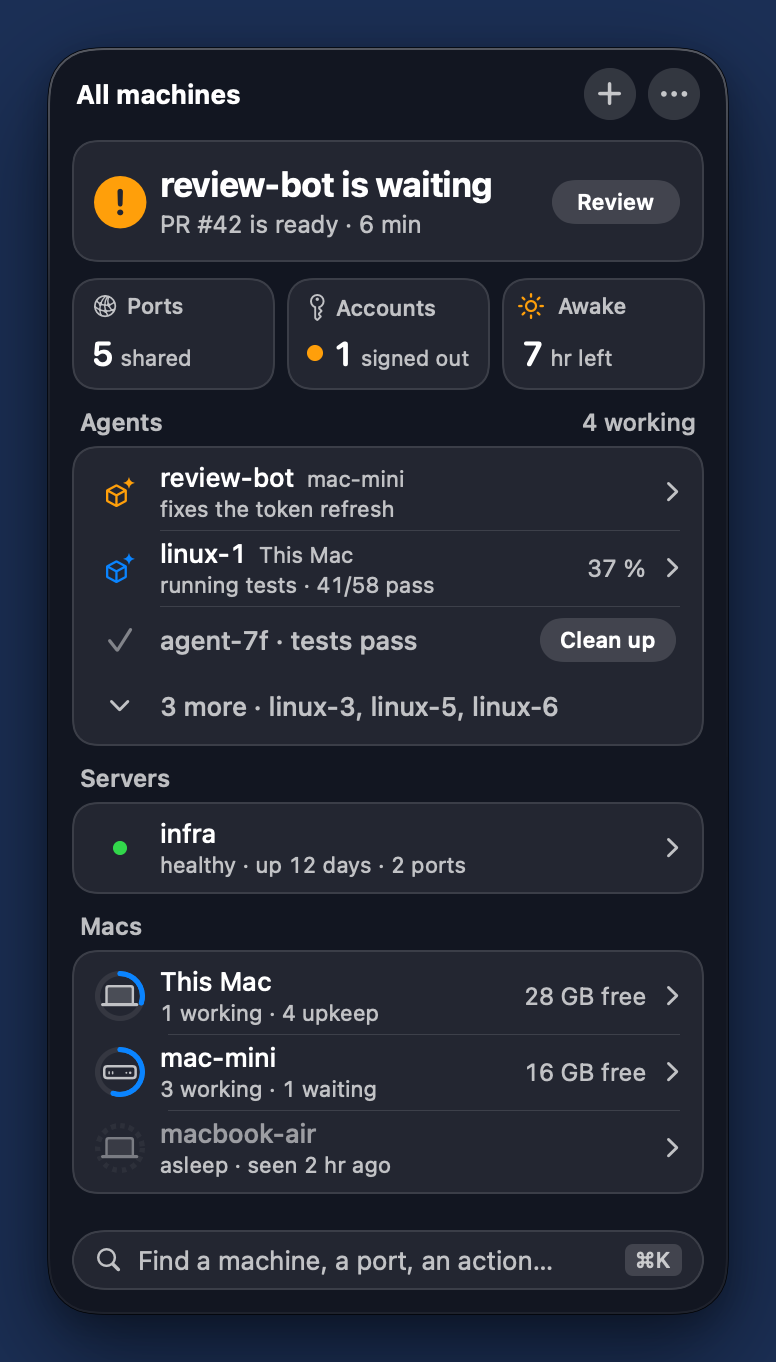 All machines
review-bot is waiting
PR #42 is ready · 6 min
Review
Ports
5 shared
Accounts
1 signed out
Awake
7 hr left
Agents
4 working
review-bot mac-mini
fixes the token refresh
linux-1 This Mac
running tests · 41/58 pass
37 %
agent-7f · tests pass
Clean up
3 more · linux-3, linux-5, linux-6
Servers
infra
healthy · up 12 days · 2 ports
Macs
This Mac
1 working · 4 upkeep
28 GB free
mac-mini
3 working · 1 waiting
16 GB free
macbook-air
asleep · seen 2 hr ago
Find a machine, a port, an action...
⌘K